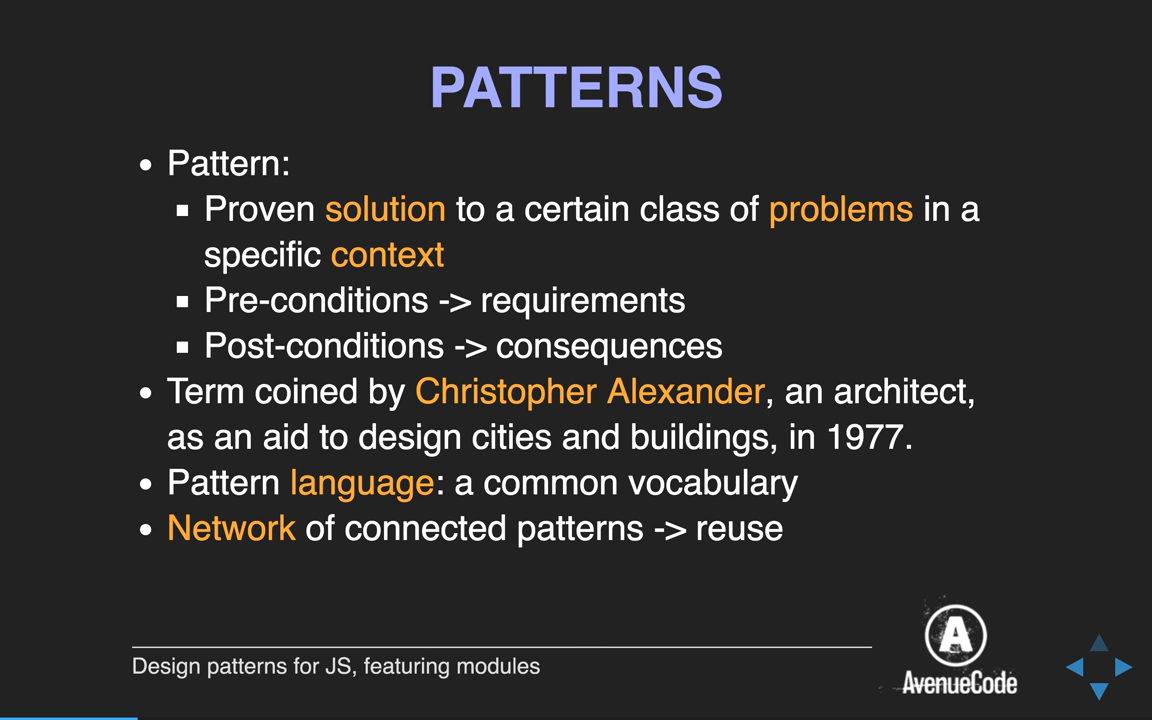 PATTERNS
• Pattern:
▪ Proven solution to a certain class of problems in a
specific context
▪ Pre-conditions -> requirements
▪ Post-conditions -> consequences
• Term coined by Christopher Alexander, an architect,
as an aid to design cities and buildings, in 1977.
• Pattern language: a common vocabulary
• Network of connected patterns -> reuse
Design patterns for JS, featuring modules
A
AvenueCode